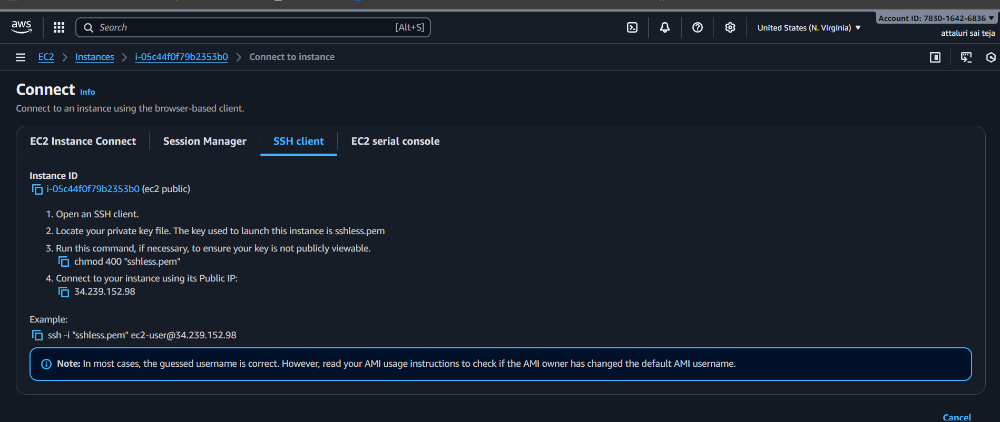 aws
Search [Alt+S]
United States (N. Virginia)
Account ID: 7830-1642-6836
attaluri sai teja
EC2 Instances i-05c44f0f79b2353b0 Connect to instance
Connect Info
Connect to an instance using the browser-based client.
EC2 Instance Connect Session Manager SSH client EC2 serial console
Instance ID
i-05c44f0f79b2353b0 (ec2 public)
1. Open an SSH client.
2. Locate your private key file. The key used to launch this instance is sshless.pem
3. Run this command, if necessary, to ensure your key is not publicly viewable.
chmod 400 "sshless.pem"
4. Connect to your instance using its Public IP:
34.239.152.98
Example:
ssh -i "sshless.pem" ec2-user@34.239.152.98
Note: In most cases, the guessed username is correct. However, read your AMI usage instructions to check if the AMI owner has changed the default AMI username.
Cancel